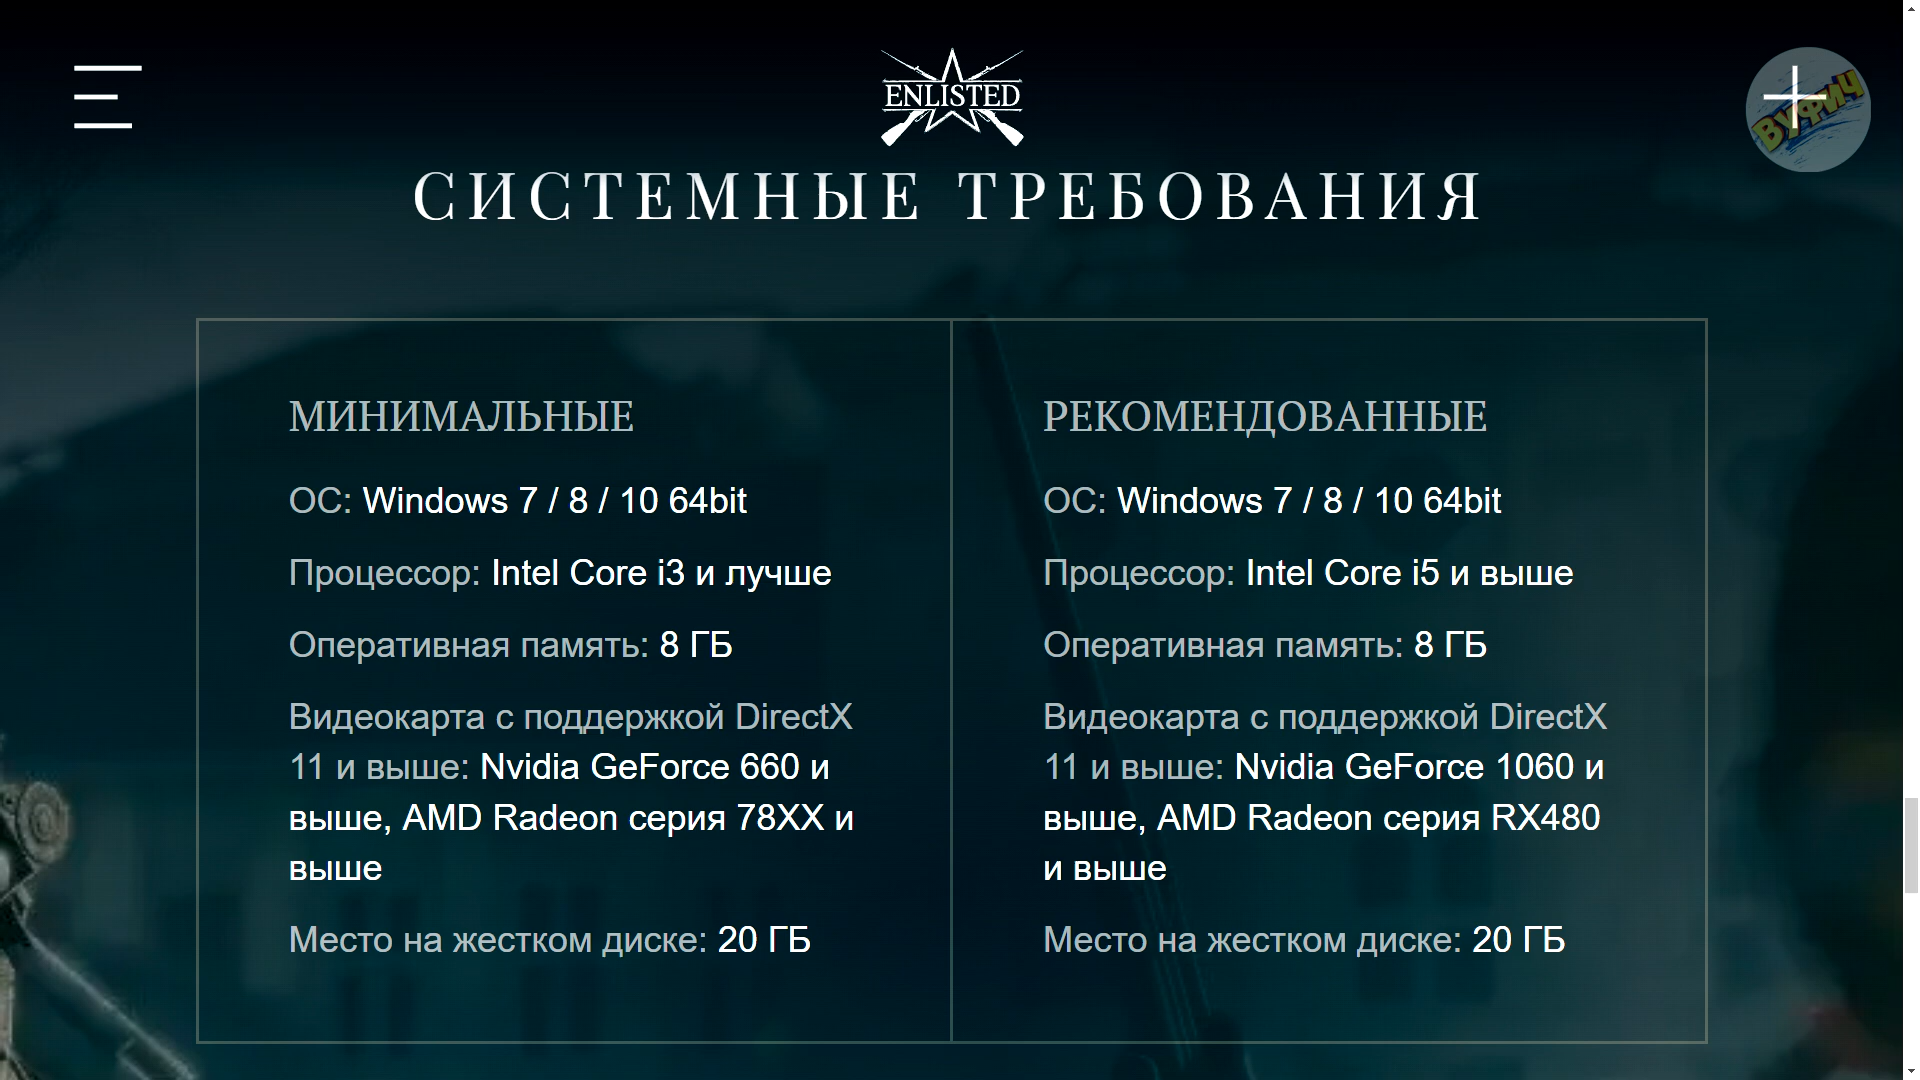 ENLISTED
ВУФИЧ
СИСТЕМНЫЕ ТРЕБОВАНИЯ
МИНИМАЛЬНЫЕ
ОС: Windows 7 / 8 / 10 64bit
Процессор: Intel Core i3 и лучше
Оперативная память: 8 ГБ
Видеокарта с поддержкой DirectX
11 и выше: Nvidia GeForce 660 и
выше, AMD Radeon серия 78XX и
выше
Место на жестком диске: 20 ГБ
РЕКОМЕНДОВАННЫЕ
ОС: Windows 7 / 8 / 10 64bit
Процессор: Intel Core i5 и выше
Оперативная память: 8 ГБ
Видеокарта с поддержкой DirectX
11 и выше: Nvidia GeForce 1060 и
выше, AMD Radeon серия RX480
и выше
Место на жестком диске: 20 ГБ